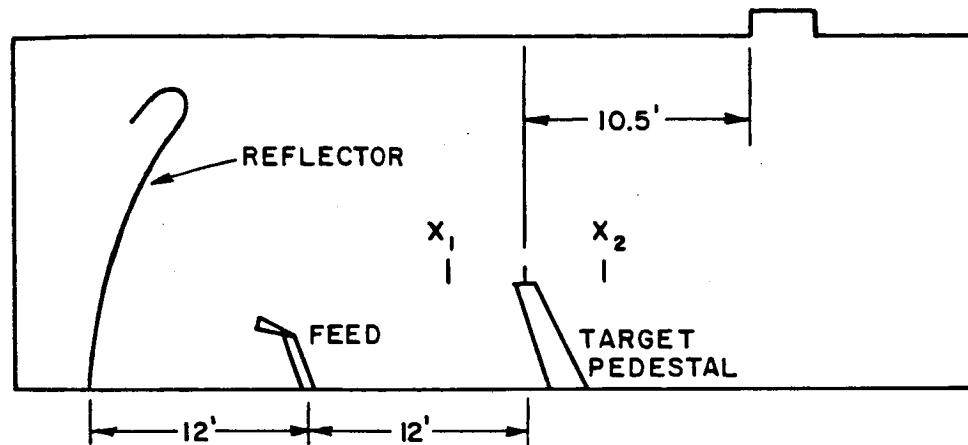 10.5'
REFLECTOR
X₁
X₂
FEED
TARGET
PEDESTAL
12'
12'